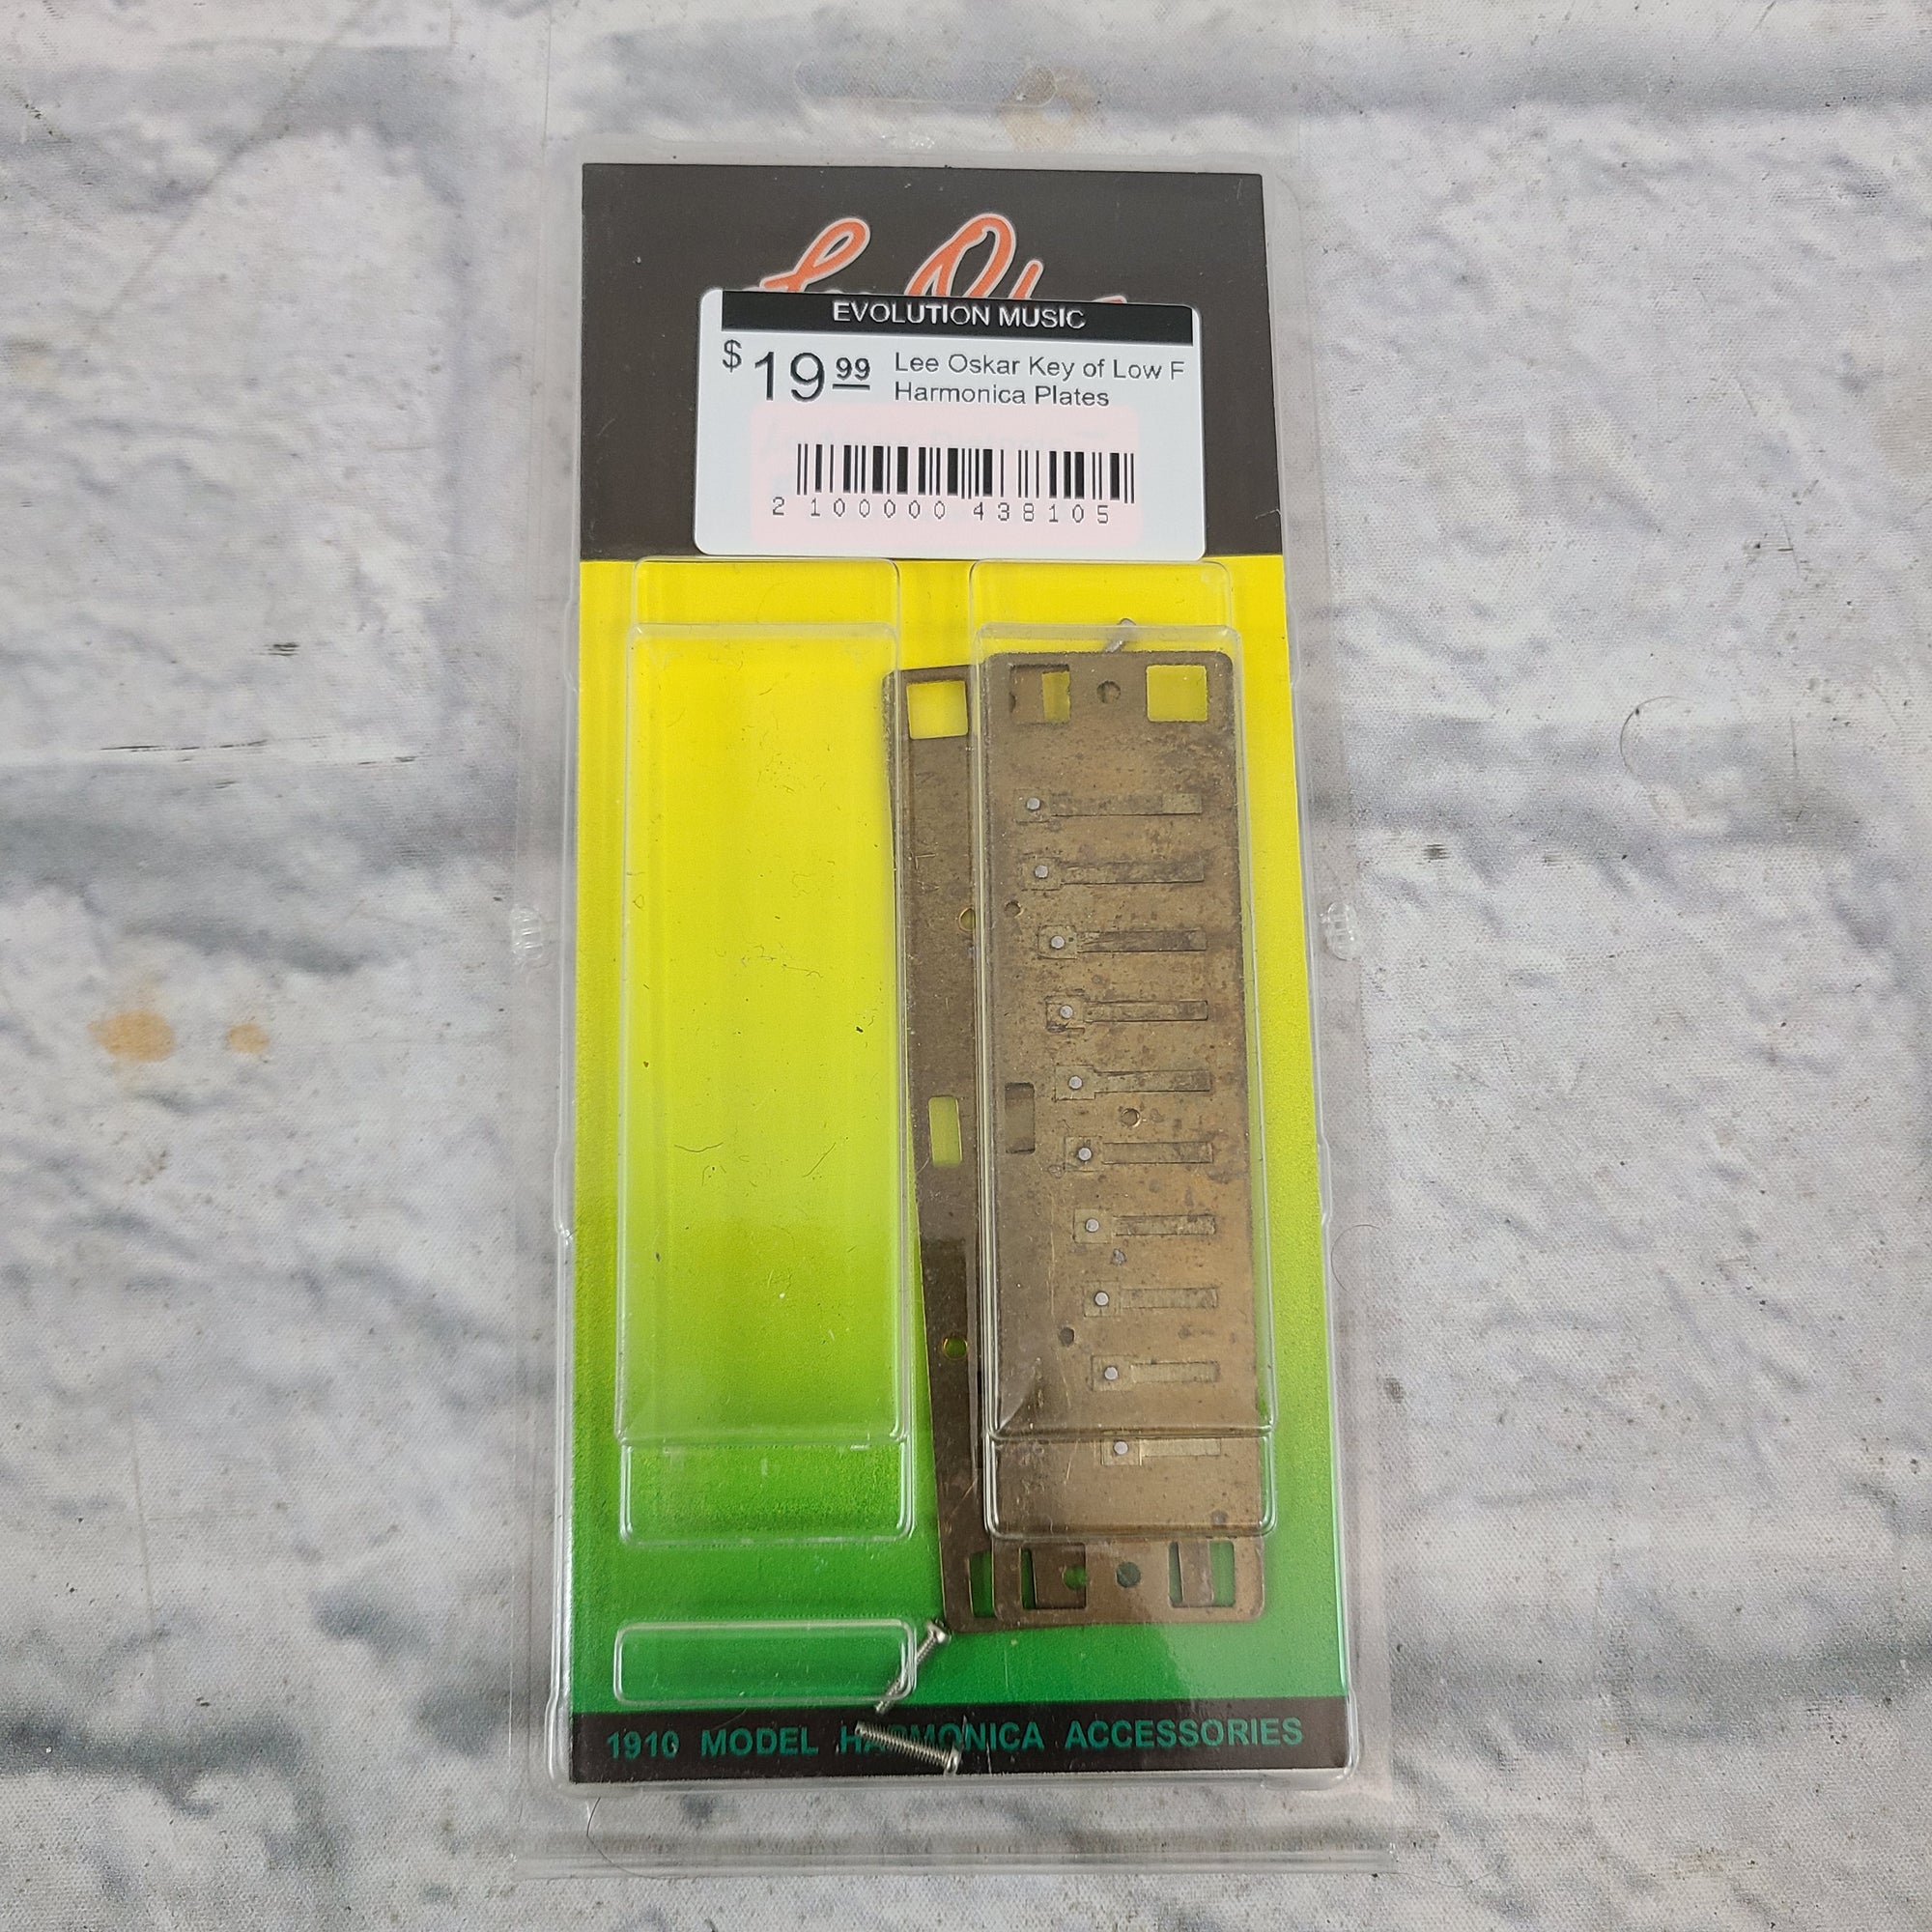 EVOLUTION MUSIC
$19.99 Lee Oskar Key of Low F
Harmonica Plates
2 100000 438105
1910 MODEL HARMONICA ACCESSORIES